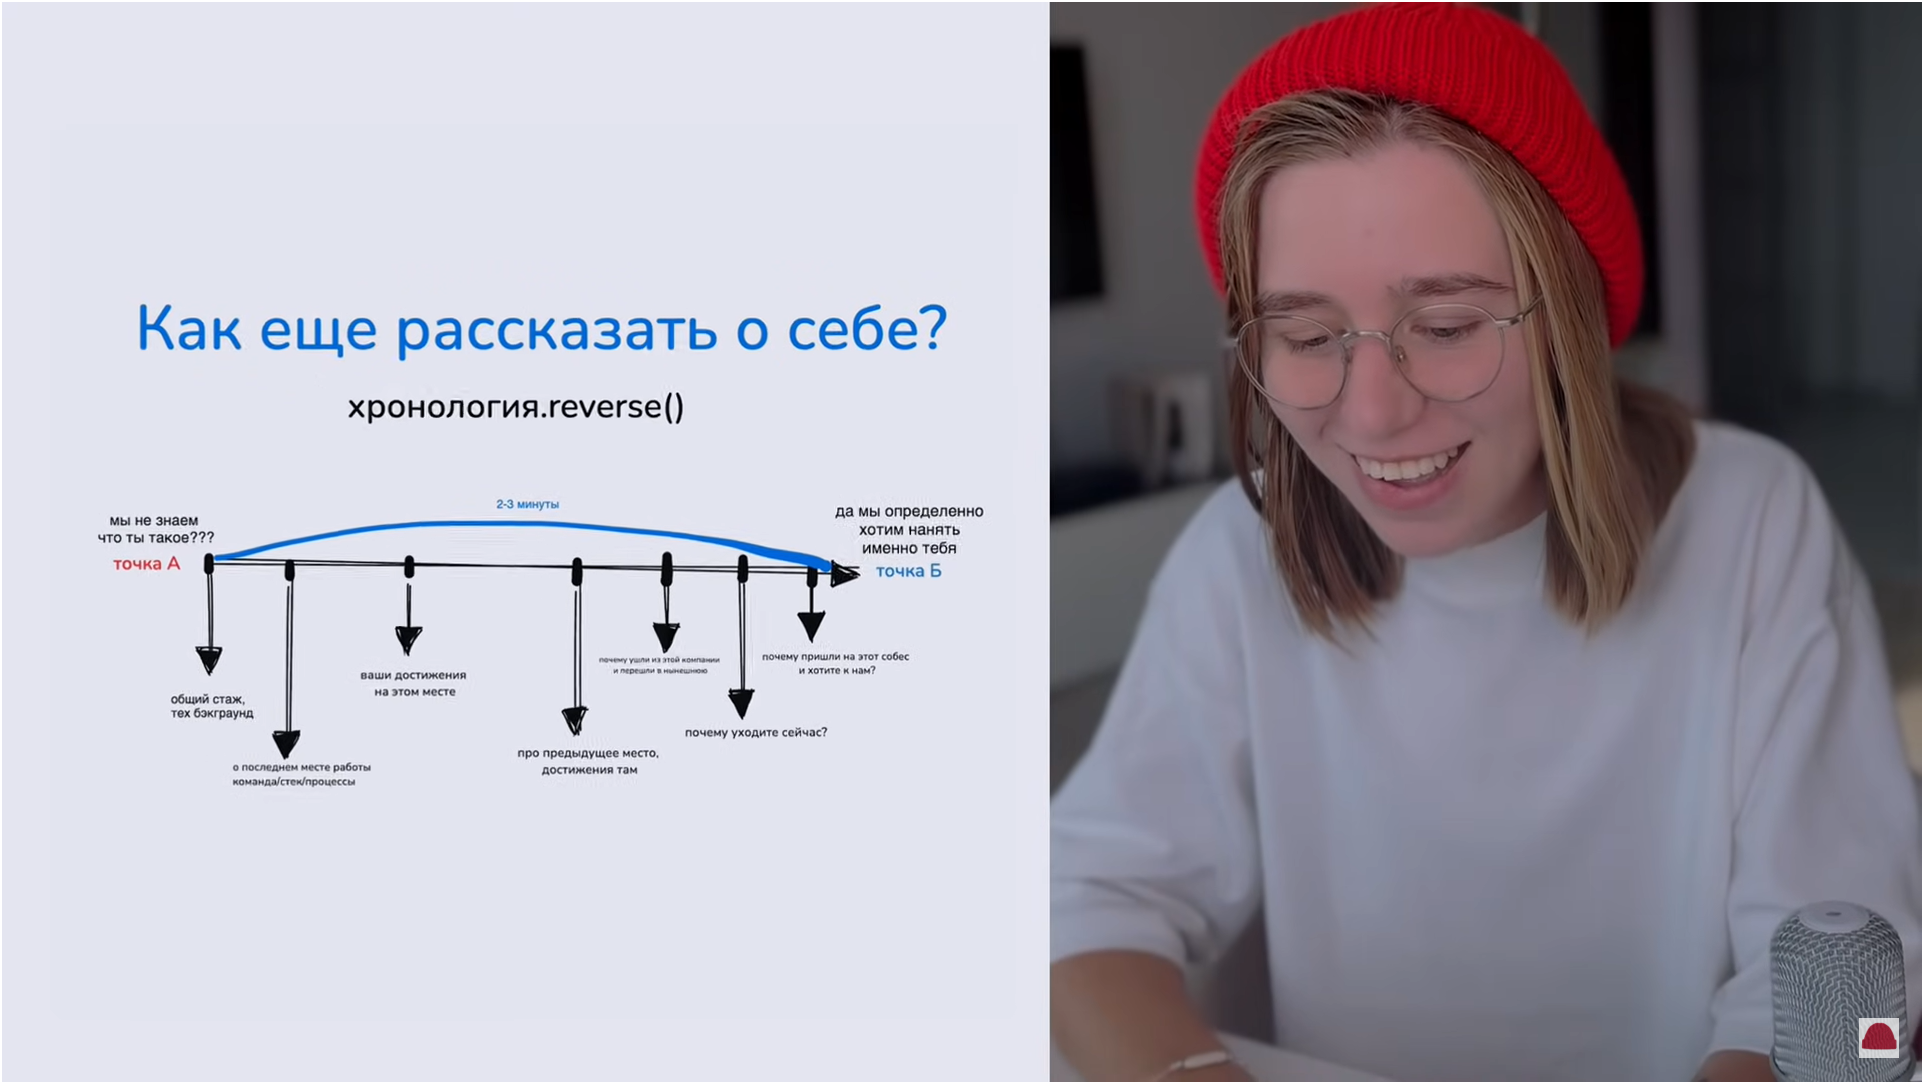 Как еще рассказать о себе?
хронология.reverse()
2-3 минуты
мы не знаем
что ты такое???
точка А
да мы определенно
хотим нанять
именно тебя
точка Б
общий стаж,
тех бэкграунд
о последнем месте работы
команда/стек/процессы
ваши достижения
на этом месте
про предыдущее место,
достижения там
почему ушли из этой компании
и перешли в нынешнюю
почему уходите сейчас?
почему пришли на этот собес
и хотите к нам?